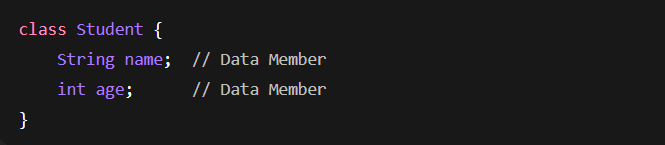 class Student {
    String name;  // Data Member
    int age;      // Data Member
}